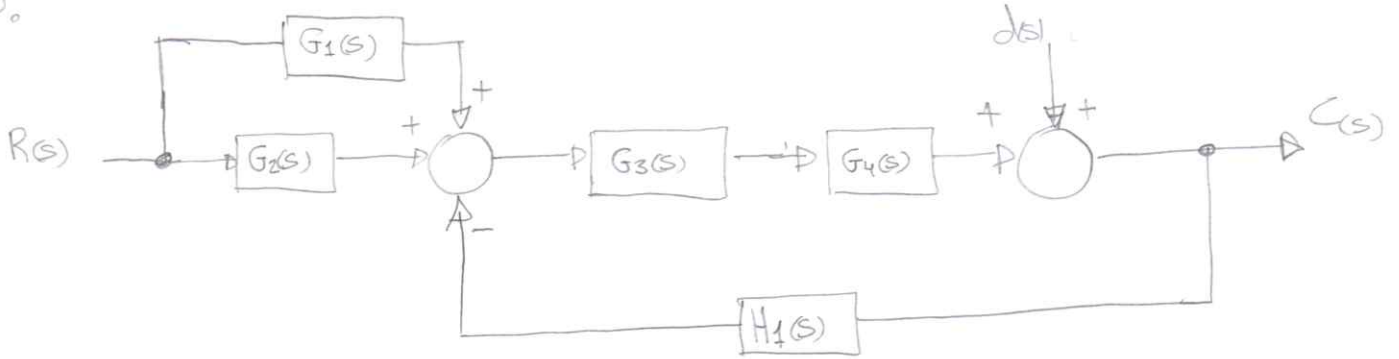 G1(s)
d(s)
+
R(s)
+
G2(s)
G3(s)
G4(s)
+
+
C(s)
−
H1(s)